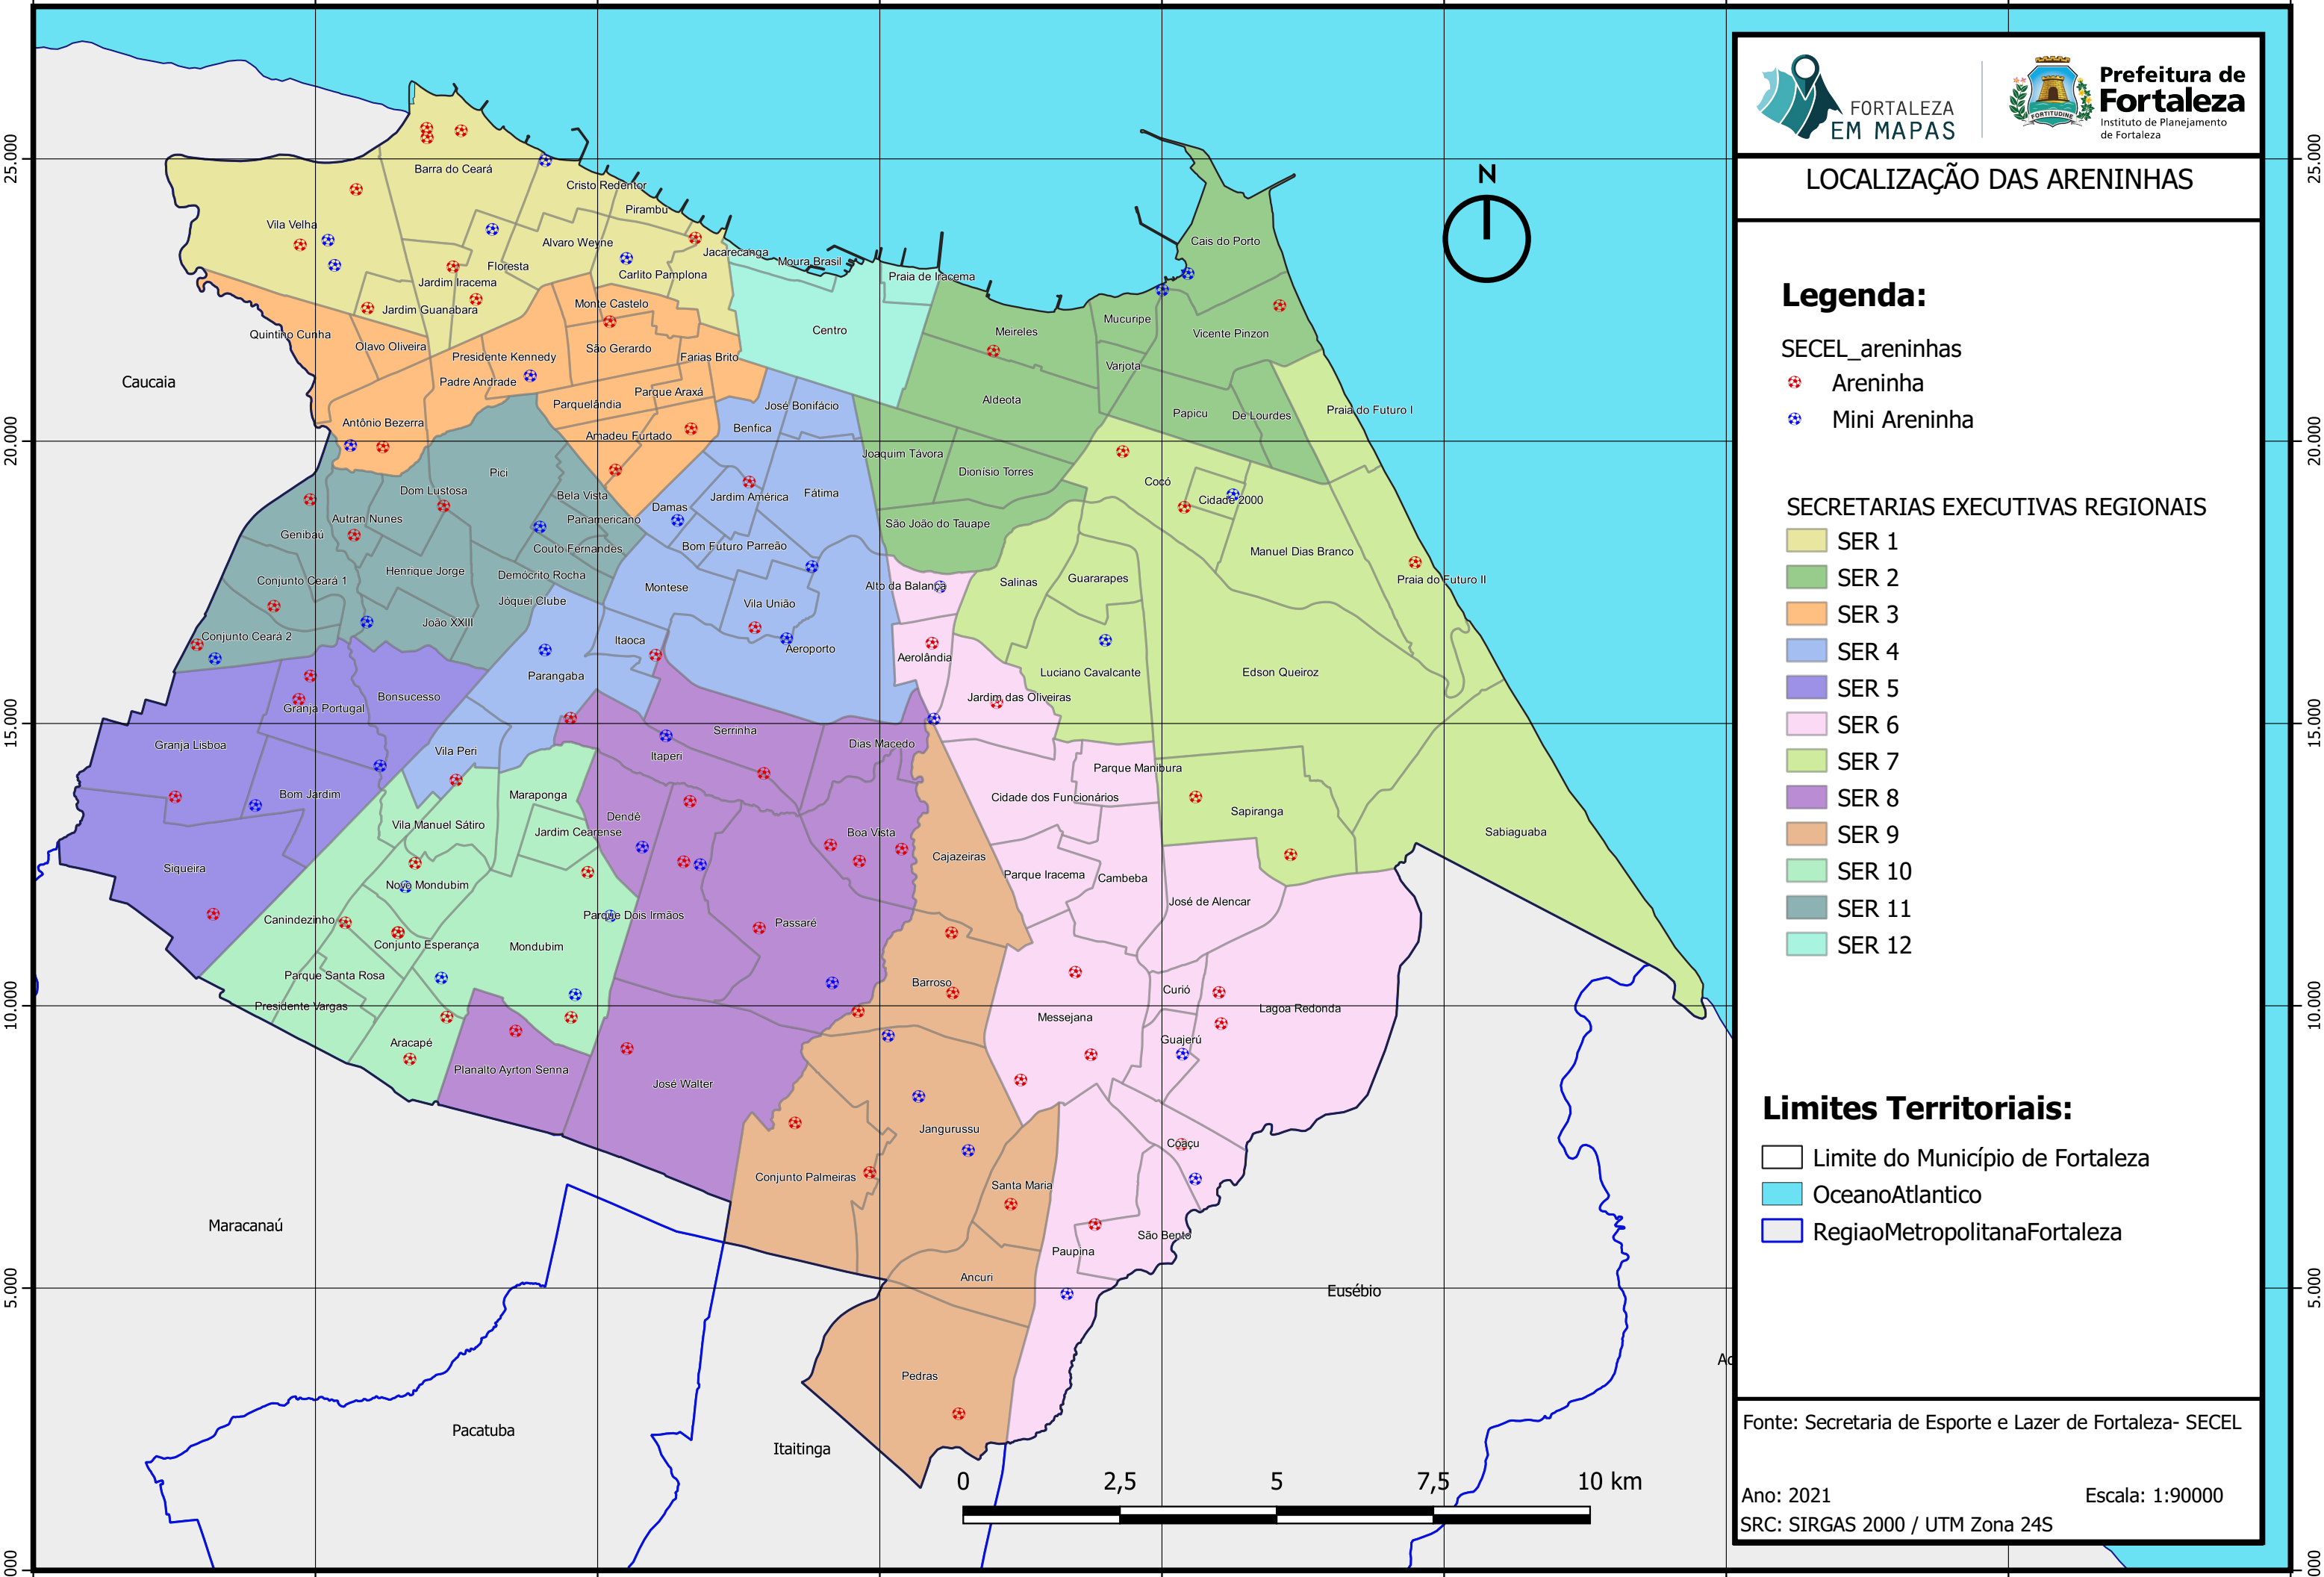 FORTALEZA
EM MAPAS
FORTITUDINE
Prefeitura de
Fortaleza
Instituto de Planejamento
de Fortaleza
LOCALIZAÇÃO DAS ARENINHAS
N
Legenda:
SECEL_areninhas
Areninha
Mini Areninha
SECRETARIAS EXECUTIVAS REGIONAIS
SER 1
SER 2
SER 3
SER 4
SER 5
SER 6
SER 7
SER 8
SER 9
SER 10
SER 11
SER 12
Limites Territoriais:
Limite do Município de Fortaleza
OceanoAtlantico
RegiaoMetropolitanaFortaleza
Fonte: Secretaria de Esporte e Lazer de Fortaleza- SECEL
Ano: 2021
Escala: 1:90000
SRC: SIRGAS 2000 / UTM Zona 24S
25.000
25.000
20.000
20.000
15.000
10.000
10.000
5.000
5.000
000
000
Barra do Ceará
Cristo Redentor
Pirambú
Vila Velha
Alvaro Weyne
Jacarecanga
Moura Brasil
Cais do Porto
Floresta
Carlito Pamplona
Praia de Iracema
Jardim Iracema
Monte Castelo
Jardim Guanabara
Mucuripe
Meireles
Centro
Vicente Pinzon
Quintino Cunha
Olavo Oliveira
São Gerardo
Presidente Kennedy
Farias Brito
Varjota
Padre Andrade
Caucaia
Parque Araxá
Aldeota
Parquelândia
José Bonifácio
Praia do Futuro I
Papicu
De Lourdes
Antônio Bezerra
Benfica
Amadeu Furtado
Joaquim Távora
Dionisio Torres
Pici
Cocó
Dom Lustosa
Bela Vista
Jardim América
Fátima
Cidade 2000
Damas
Autran Nunes
Panamericano
São João do Tauape
Genibaú
Couto Fernandes
Bom Futuro
Parreão
Manuel Dias Branco
Henrique Jorge
Demócrito Rocha
Conjunto Ceará 1
Montese
Alto da Balança
Salinas
Guararapes
Praia do Futuro II
Jóquei Clube
Vila União
João XXIII
Conjunto Ceará 2
Itaoca
Aeroporto
Aerolândia
Parangaba
Luciano Cavalcante
Edson Queiroz
Bonsucesso
Granja Portugal
Jardim das Oliveiras
Serrinha
Granja Lisboa
Vila Peri
Itaperi
Dias Macedo
Parque Manibura
Bom Jardim
Maraponga
Cidade dos Funcionários
Sapiranga
Dendê
Vila Manuel Sátiro
Jardim Cearense
Boa Vista
Sabiaguaba
Cajazeiras
Siqueira
Parque Iracema
Cambeba
Novo Mondubim
José de Alencar
Canindezinho
Parque Dois Irmãos
Passaré
Conjunto Esperança
Mondubim
Parque Santa Rosa
Barroso
Curió
Presidente Vargas
Messejana
Lagoa Redonda
Aracapé
Guajerú
Planalto Ayrton Senna
José Walter
Jangurussu
Coaçu
Conjunto Palmeiras
Santa Maria
Maracanaú
São Bento
Paupina
Ancuri
Eusébio
Pedras
Pacatuba
Itaitinga
0
2,5
5
7,5
10 km
15.000